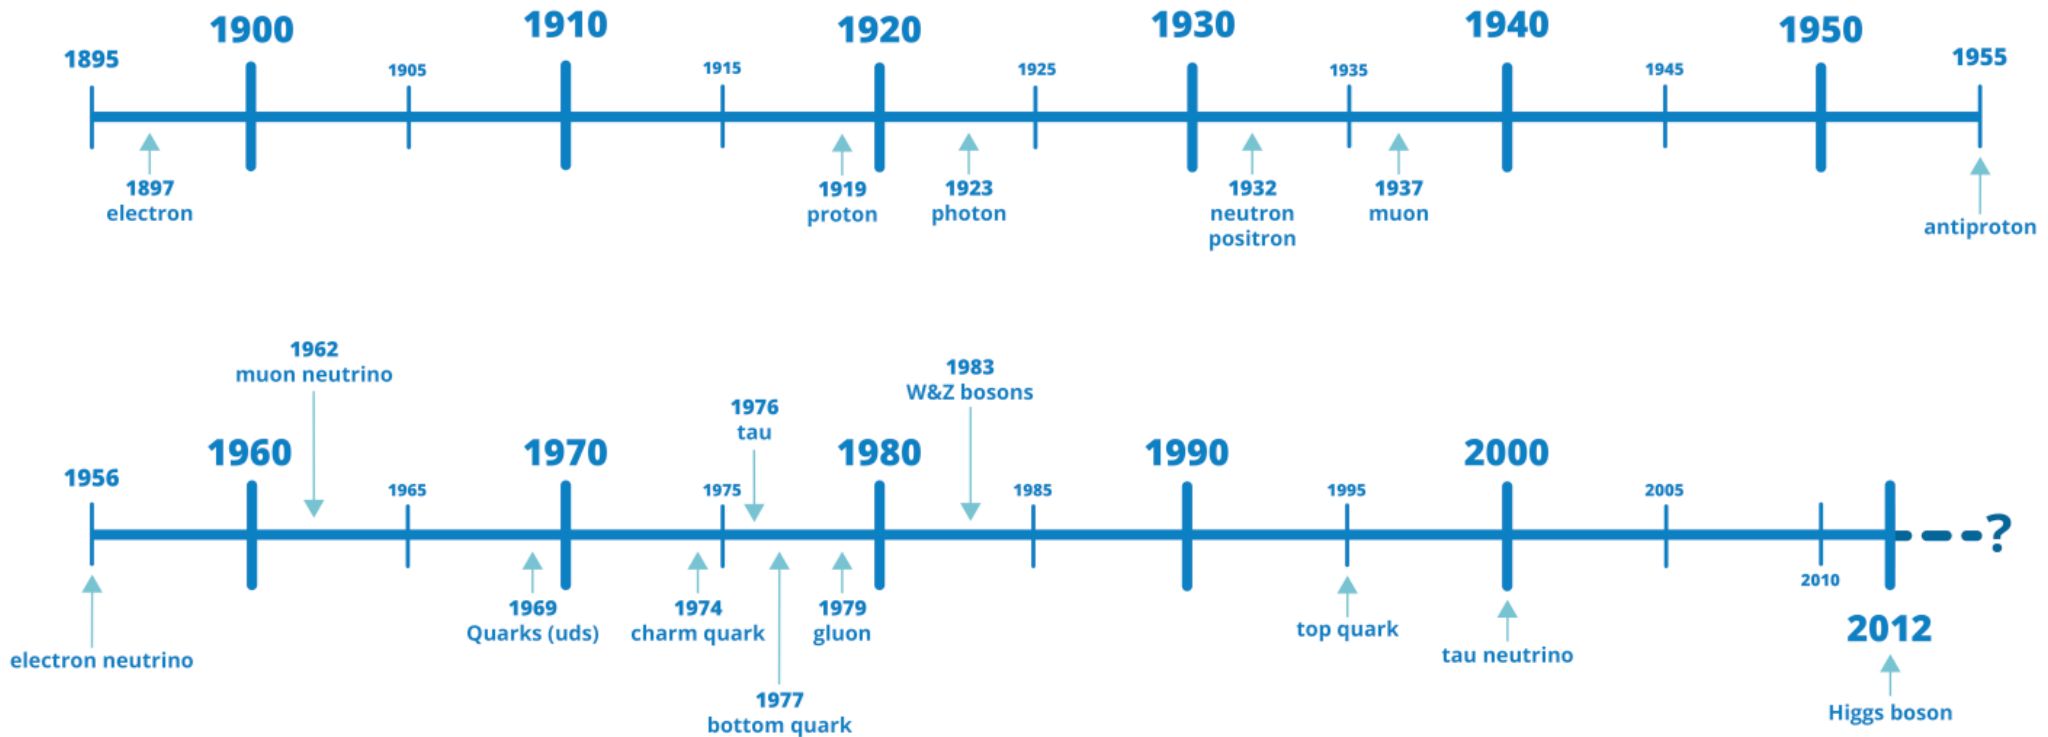 1895
1900
1905
1910
1915
1920
1925
1930
1935
1940
1945
1950
1955
1897
electron
1919
proton
1923
photon
1932
neutron
positron
1937
muon
antiproton
1962
muon neutrino
1976
tau
1983
W&Z bosons
1956
1960
1965
1970
1975
1980
1985
1990
1995
2000
2005
2010
2012
?
electron neutrino
1969
Quarks (uds)
1974
charm quark
1977
bottom quark
1979
gluon
top quark
tau neutrino
Higgs boson